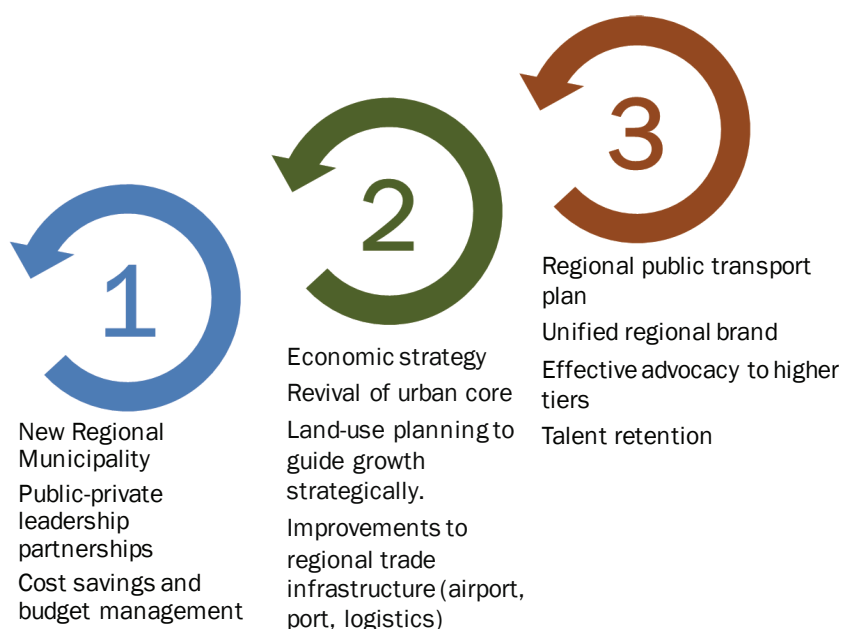 1
New Regional
Municipality
Public-private
leadership
partnerships
Cost savings and
budget management
2
Economic strategy
Revival of urban core
Land-use planning to
guide growth
strategically.
Improvements to
regional trade
infrastructure (airport,
port, logistics)
3
Regional public transport
plan
Unified regional brand
Effective advocacy to higher
tiers
Talent retention